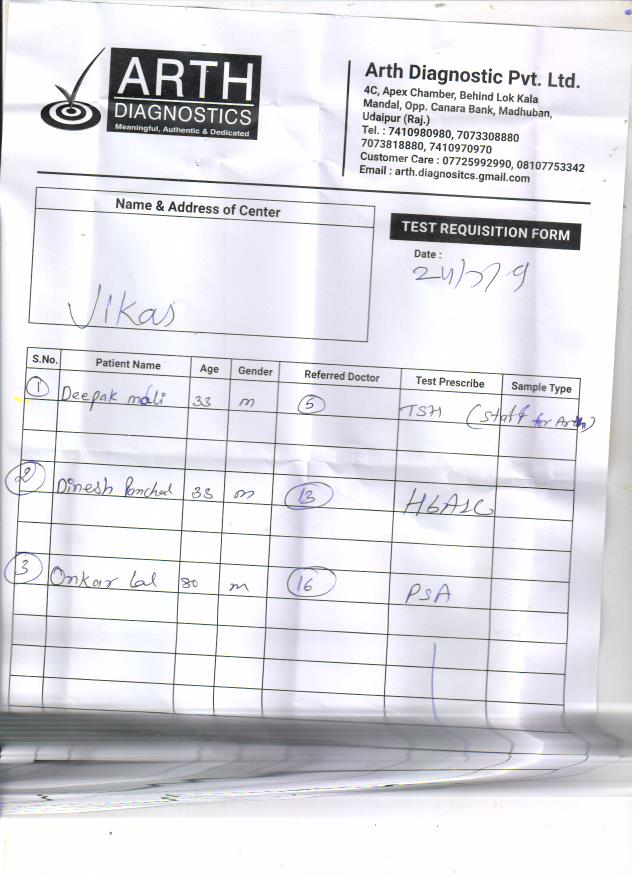 ARTH
DIAGNOSTICS
Meaningful, Authentic & Dedicated
Arth Diagnostic Pvt. Ltd.
4C, Apex Chamber, Behind Lok Kala
Mandal, Opp. Canara Bank, Madhuban,
Udaipur (Raj.)
Tel. : 7410980980, 7073308880
7073818880, 7410970970
Customer Care : 07725992990, 08107753342
Email : arth.diagnositcs.gmail.com
Name & Address of Center
Vikas
TEST REQUISITION FORM
Date :
S.No. Patient Name Age Gender Referred Doctor Test Prescribe Sample Type
1 Deepak mali 33 m 5 TSH (Staff for Arth)
2 Dinesh Panchal 33 m 13 HbA1C
3 Onkar Lal 80 m 16 PSA